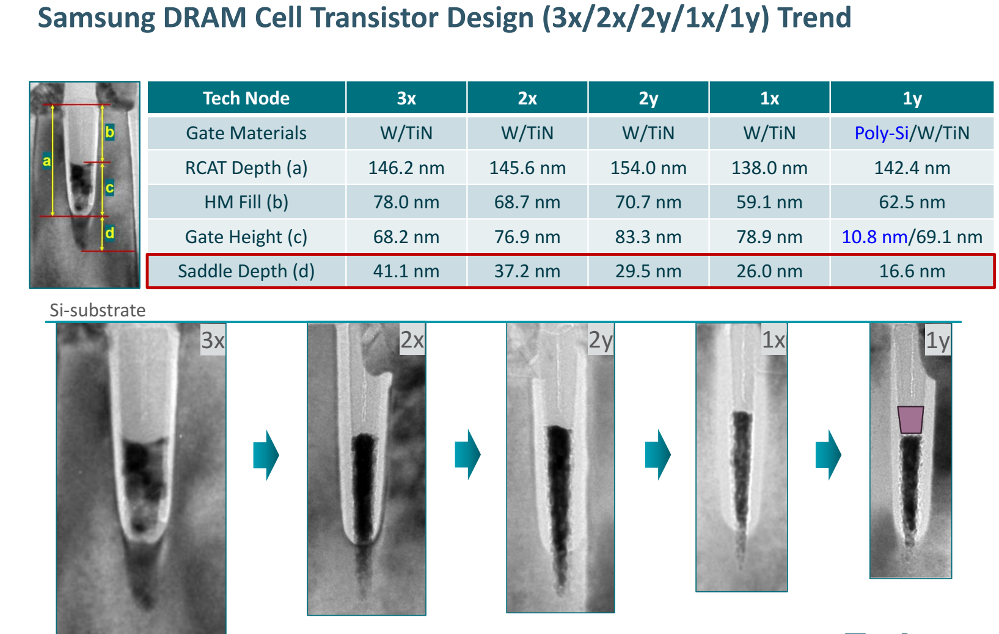 Samsung DRAM Cell Transistor Design (3x/2x/2y/1x/1y) Trend
a
b
c
d
Tech Node 3x 2x 2y 1x 1y
Gate Materials W/TiN W/TiN W/TiN W/TiN Poly-Si/W/TiN
RCAT Depth (a) 146.2 nm 145.6 nm 154.0 nm 138.0 nm 142.4 nm
HM Fill (b) 78.0 nm 68.7 nm 70.7 nm 59.1 nm 62.5 nm
Gate Height (c) 68.2 nm 76.9 nm 83.3 nm 78.9 nm 10.8 nm/69.1 nm
Saddle Depth (d) 41.1 nm 37.2 nm 29.5 nm 26.0 nm 16.6 nm
Si-substrate
3x 2x 2y 1x 1y